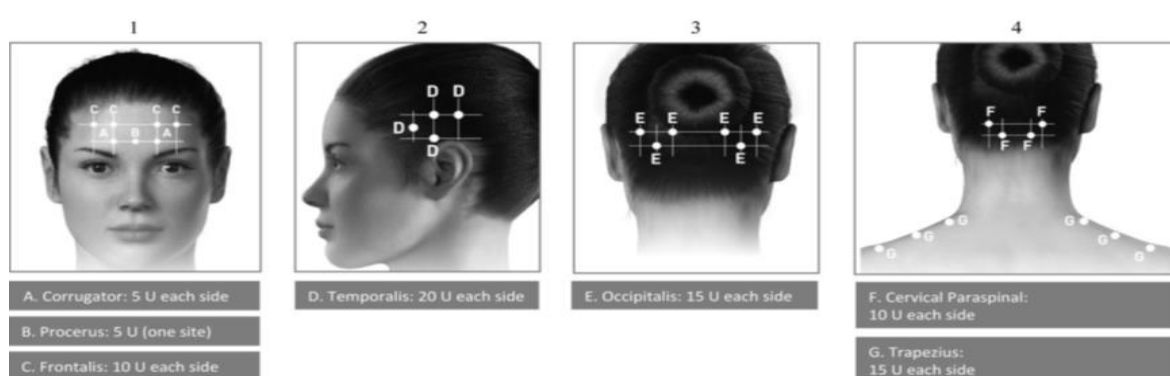 1
2
3
4
C C C C
A B A
D D
D
D
E E E E
E E
F F
F F
G G
G G
G G
A. Corrugator: 5 U each side
B. Procerus: 5 U (one site)
C. Frontalis: 10 U each side
D. Temporalis: 20 U each side
E. Occipitalis: 15 U each side
F. Cervical Paraspinal:
10 U each side
G. Trapezius:
15 U each side